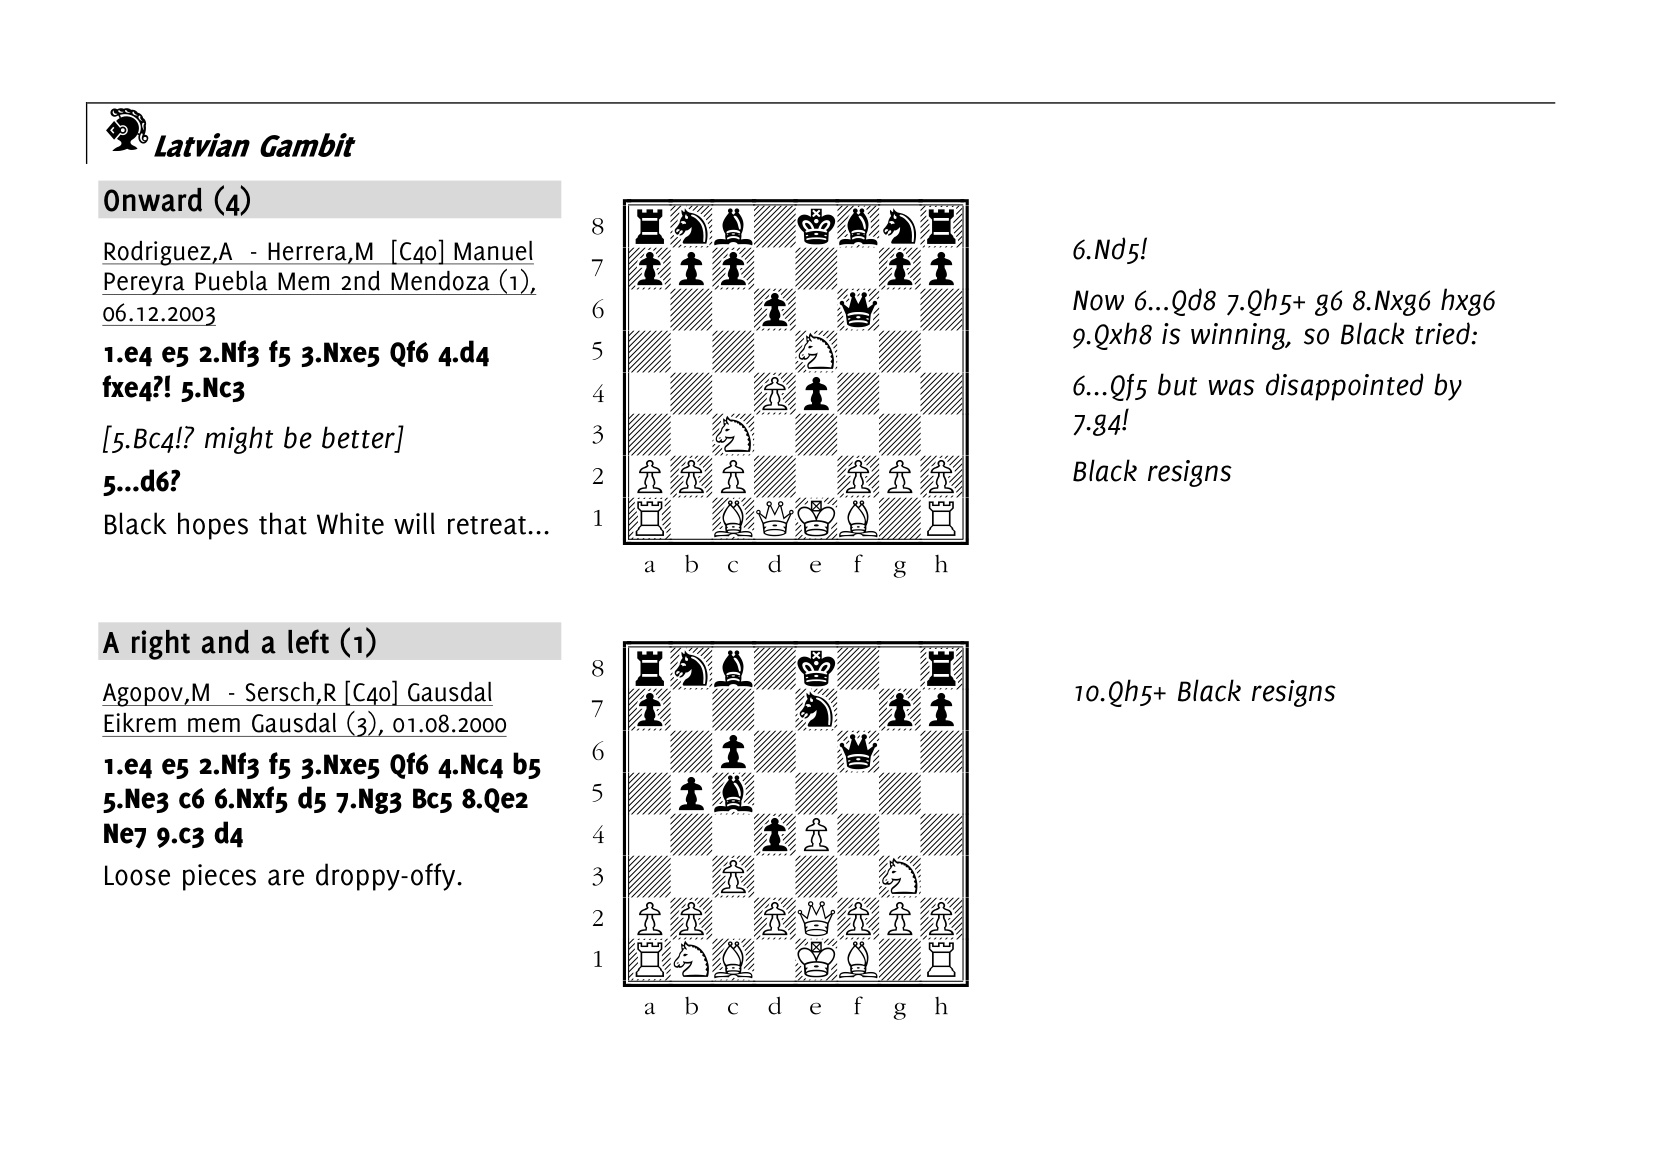 Latvian Gambit
Onward (4)
Rodriguez,A  - Herrera,M  [C40] Manuel
Pereyra Puebla Mem 2nd Mendoza (1),
06.12.2003
1.e4 e5 2.Nf3 f5 3.Nxe5 Qf6 4.d4
fxe4?! 5.Nc3
[5.Bc4!? might be better]
5...d6?
Black hopes that White will retreat...
8
7
6
5
4
3
2
1
a b c d e f g h
6.Nd5!
Now 6...Qd8 7.Qh5+ g6 8.Nxg6 hxg6
9.Qxh8 is winning, so Black tried:
6...Qf5 but was disappointed by
7.g4!
Black resigns
A right and a left (1)
Agopov,M  - Sersch,R [C40] Gausdal
Eikrem mem Gausdal (3), 01.08.2000
1.e4 e5 2.Nf3 f5 3.Nxe5 Qf6 4.Nc4 b5
5.Ne3 c6 6.Nxf5 d5 7.Ng3 Bc5 8.Qe2
Ne7 9.c3 d4
Loose pieces are droppy-offy.
8
7
6
5
4
3
2
1
a b c d e f g h
10.Qh5+ Black resigns